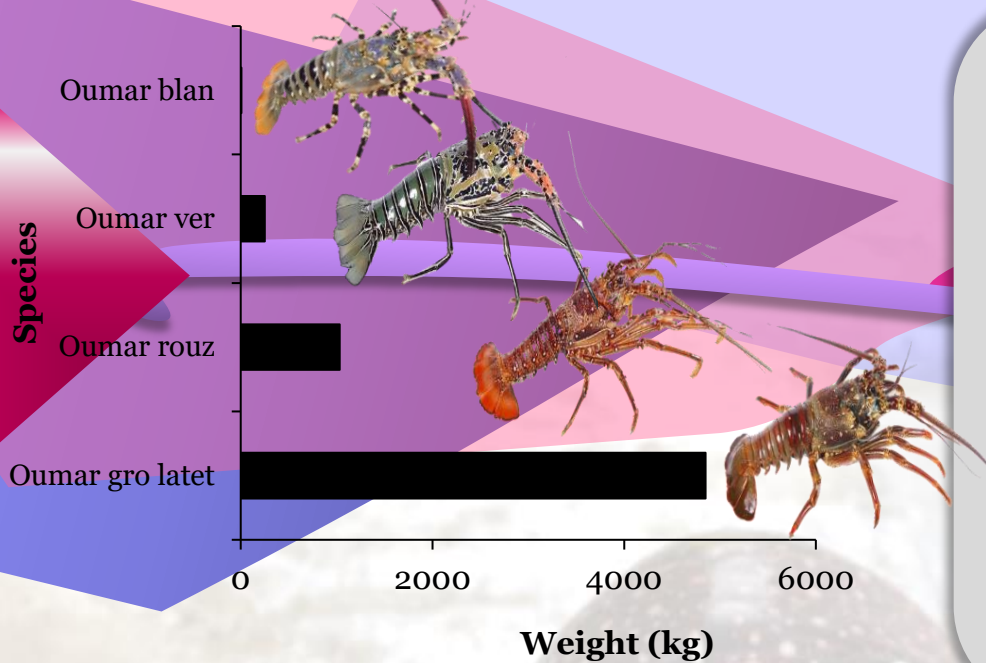 Species
Oumar blan
Oumar ver
Oumar rouz
Oumar gro latet
0 2000 4000 6000
Weight (kg)